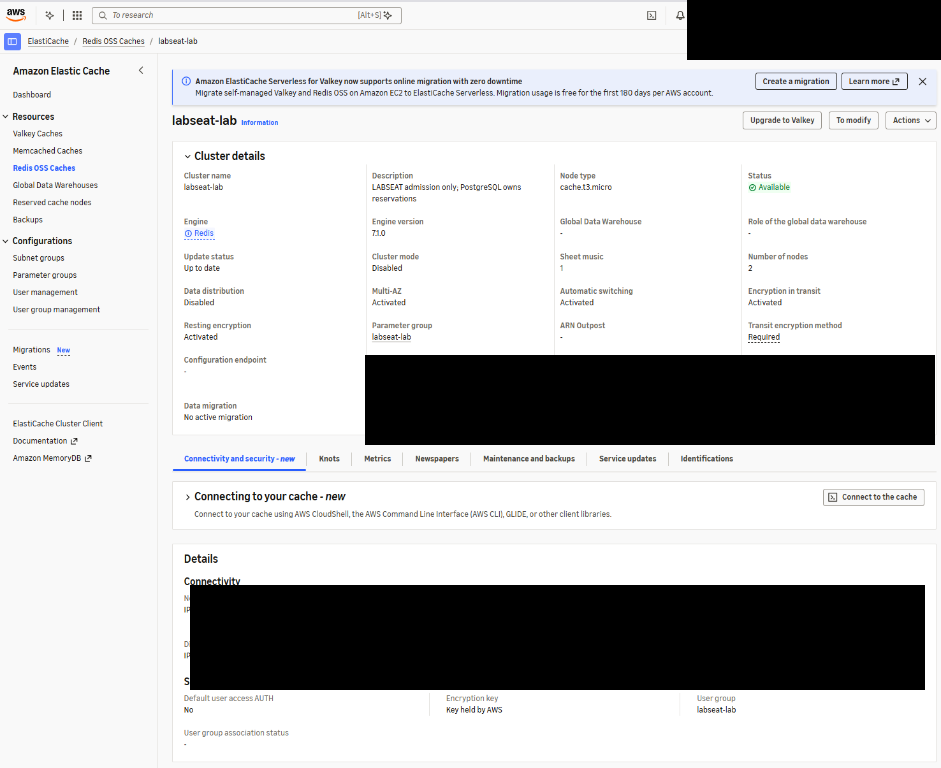 aws
To research
[Alt+S]
ElastiCache / Redis OSS Caches / labseat-lab
Amazon Elastic Cache
Dashboard
Resources
Valkey Caches
Memcached Caches
Redis OSS Caches
Global Data Warehouses
Reserved cache nodes
Backups
Configurations
Subnet groups
Parameter groups
User management
User group management
Migrations New
Events
Service updates
ElastiCache Cluster Client
Documentation
Amazon MemoryDB
Amazon ElastiCache Serverless for Valkey now supports online migration with zero downtime
Migrate self-managed Valkey and Redis OSS on Amazon EC2 to ElastiCache Serverless. Migration usage is free for the first 180 days per AWS account.
Create a migration
Learn more
labseat-lab Information
Upgrade to Valkey
To modify
Actions
Cluster details
Cluster name
labseat-lab
Description
LABSEAT admission only; PostgreSQL owns
reservations
Node type
cache.t3.micro
Status
Available
Engine
Redis
Engine version
7.1.0
Global Data Warehouse
-
Role of the global data warehouse
-
Update status
Up to date
Cluster mode
Disabled
Sheet music
1
Number of nodes
2
Data distribution
Disabled
Multi-AZ
Activated
Automatic switching
Activated
Encryption in transit
Activated
Resting encryption
Activated
Parameter group
labseat-lab
ARN Outpost
-
Transit encryption method
Required
Configuration endpoint
-
Data migration
No active migration
Connectivity and security - new
Knots
Metrics
Newspapers
Maintenance and backups
Service updates
Identifications
Connecting to your cache - new
Connect to your cache using AWS CloudShell, the AWS Command Line Interface (AWS CLI), GLIDE, or other client libraries.
Connect to the cache
Details
Connectivity
Default user access AUTH
No
Encryption key
Key held by AWS
User group
labseat-lab
User group association status
-